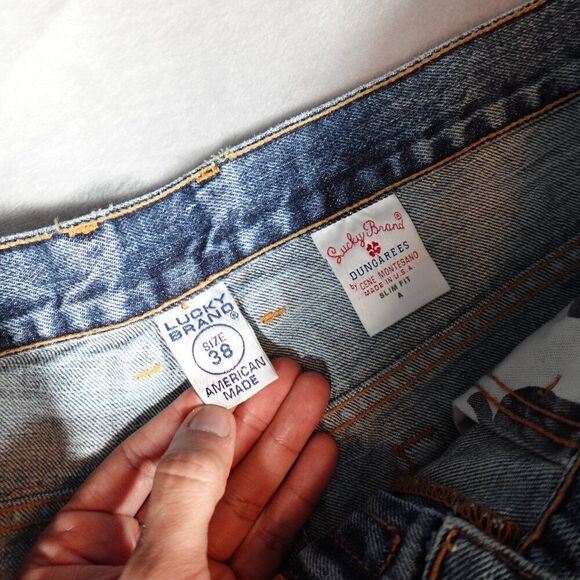 LUCKY
BRAND®
SIZE
38
AMERICAN
MADE
Lucky Brand®
DUNGAREES
by GENE MONTESANO
MADE IN U.S.A.
SLIM FIT
A